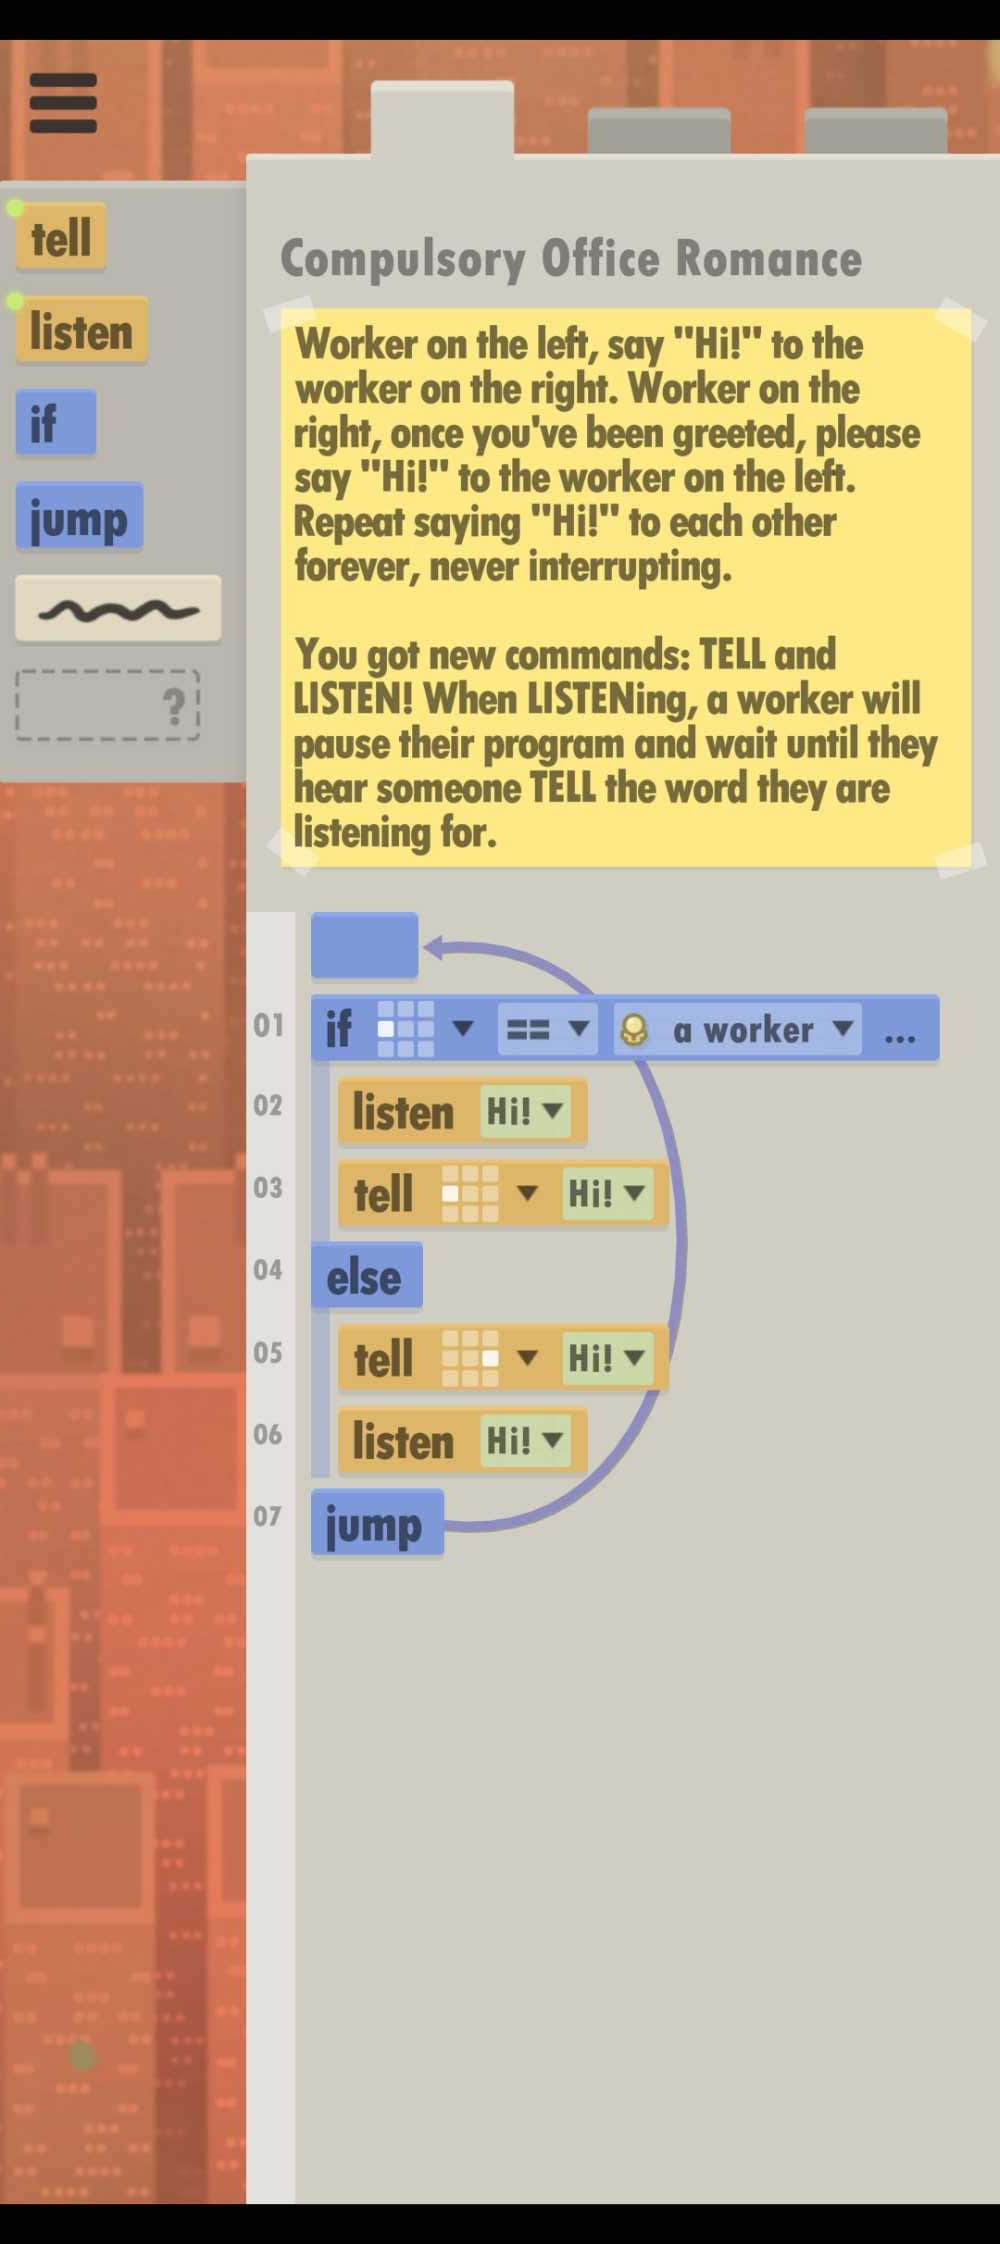 tell
listen
if
jump
?
Compulsory Office Romance
Worker on the left, say "Hi!" to the
worker on the right. Worker on the
right, once you've been greeted, please
say "Hi!" to the worker on the left.
Repeat saying "Hi!" to each other
forever, never interrupting.
You got new commands: TELL and
LISTEN! When LISTENing, a worker will
pause their program and wait until they
hear someone TELL the word they are
listening for.
01 if == a worker ...
02 listen Hi!
03 tell Hi!
04 else
05 tell Hi!
06 listen Hi!
07 jump